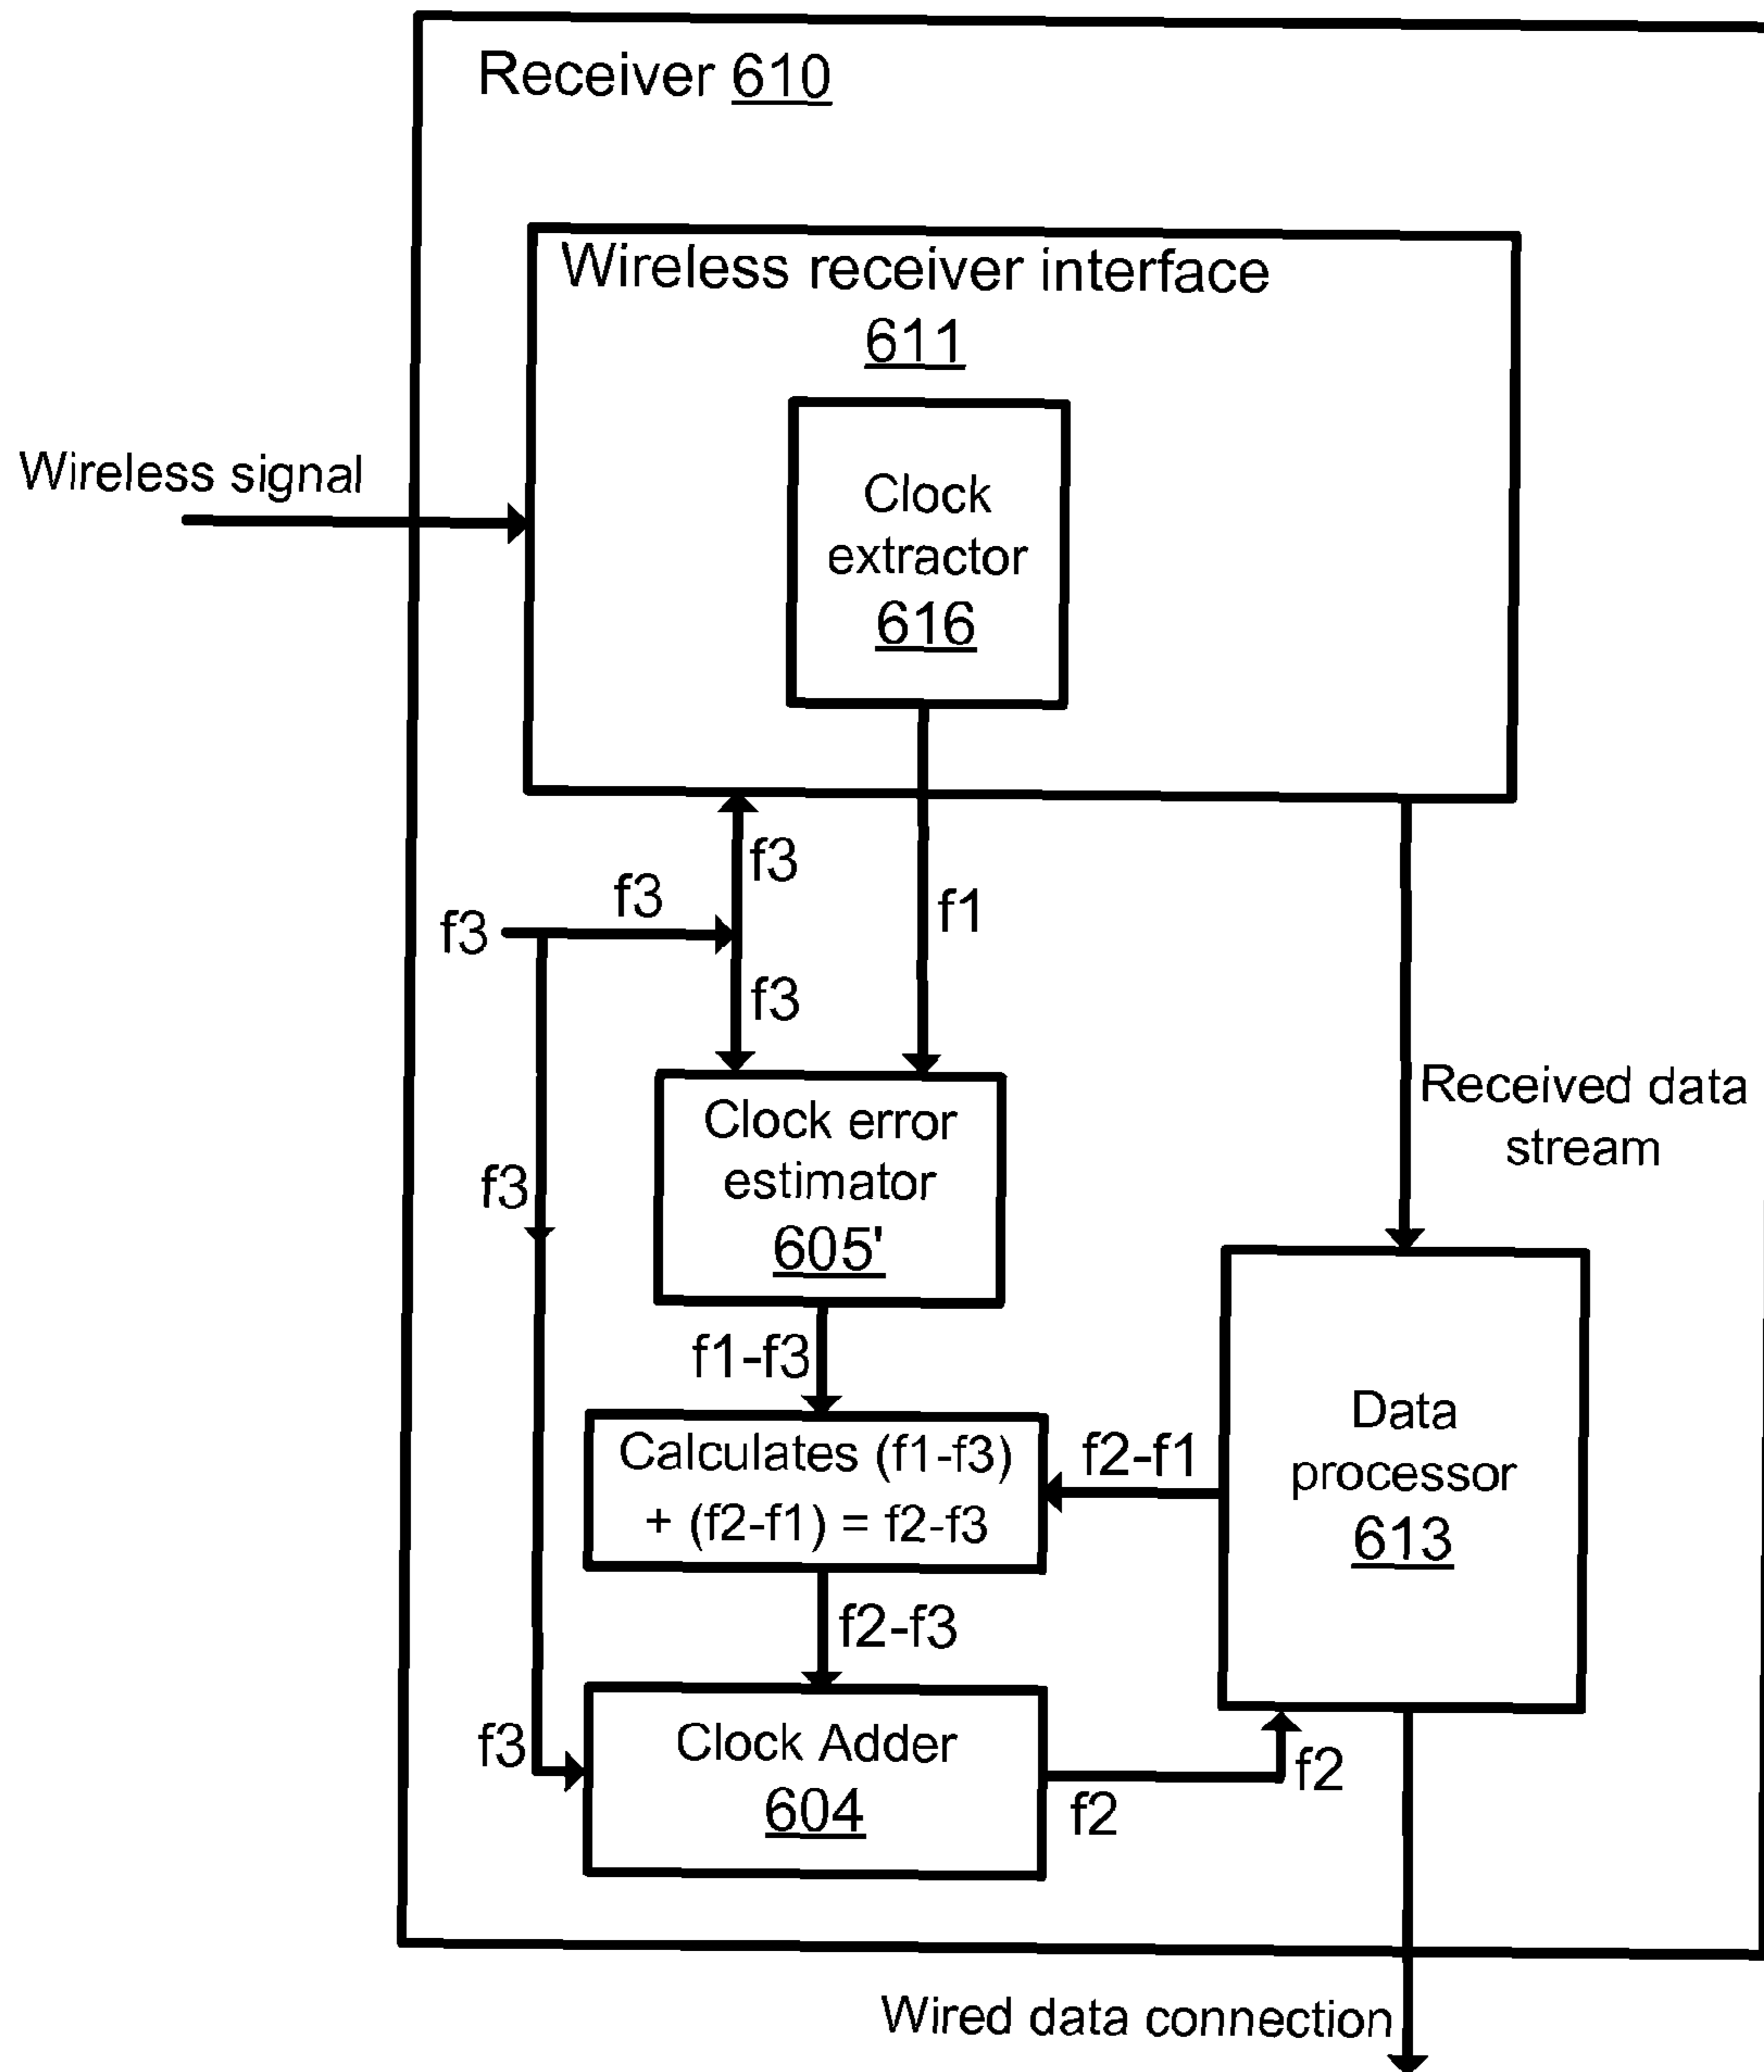 Receiver 610
Wireless receiver interface
611
Wireless signal
Clock
extractor
616
f3
f3
f3
f1
f3
Clock error
estimator
605'
Received data
stream
f3
f1-f3
Calculates (f1-f3)
+ (f2-f1) = f2-f3
f2-f1
Data
processor
613
f2-f3
f3
Clock Adder
604
f2
f2
Wired data connection